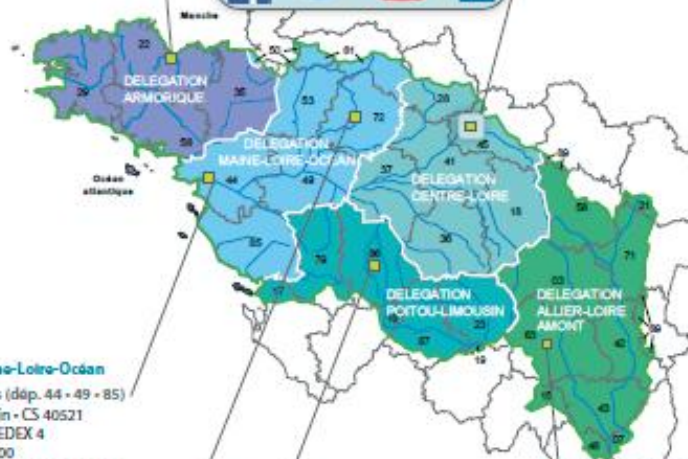 Manche
22
29
35
56
DELEGATION
ARMORIQUE
50
61
53
72
28
45
DELEGATION
MAINE-LOIRE-OCEAN
Océan
atlantique
44
49
37
41
DELEGATION
CENTRE-LOIRE
18
36
85
79
86
17
89
58
21
71
DELEGATION
POITOU-LIMOUSIN
23
87
19
DELEGATION
ALLIER-LOIRE
AMONT
63
42
69
15
43
48
07
ne-Loire-Océan
s (dép. 44 • 49 • 85)
in • CS 40521
EDEX 4
00